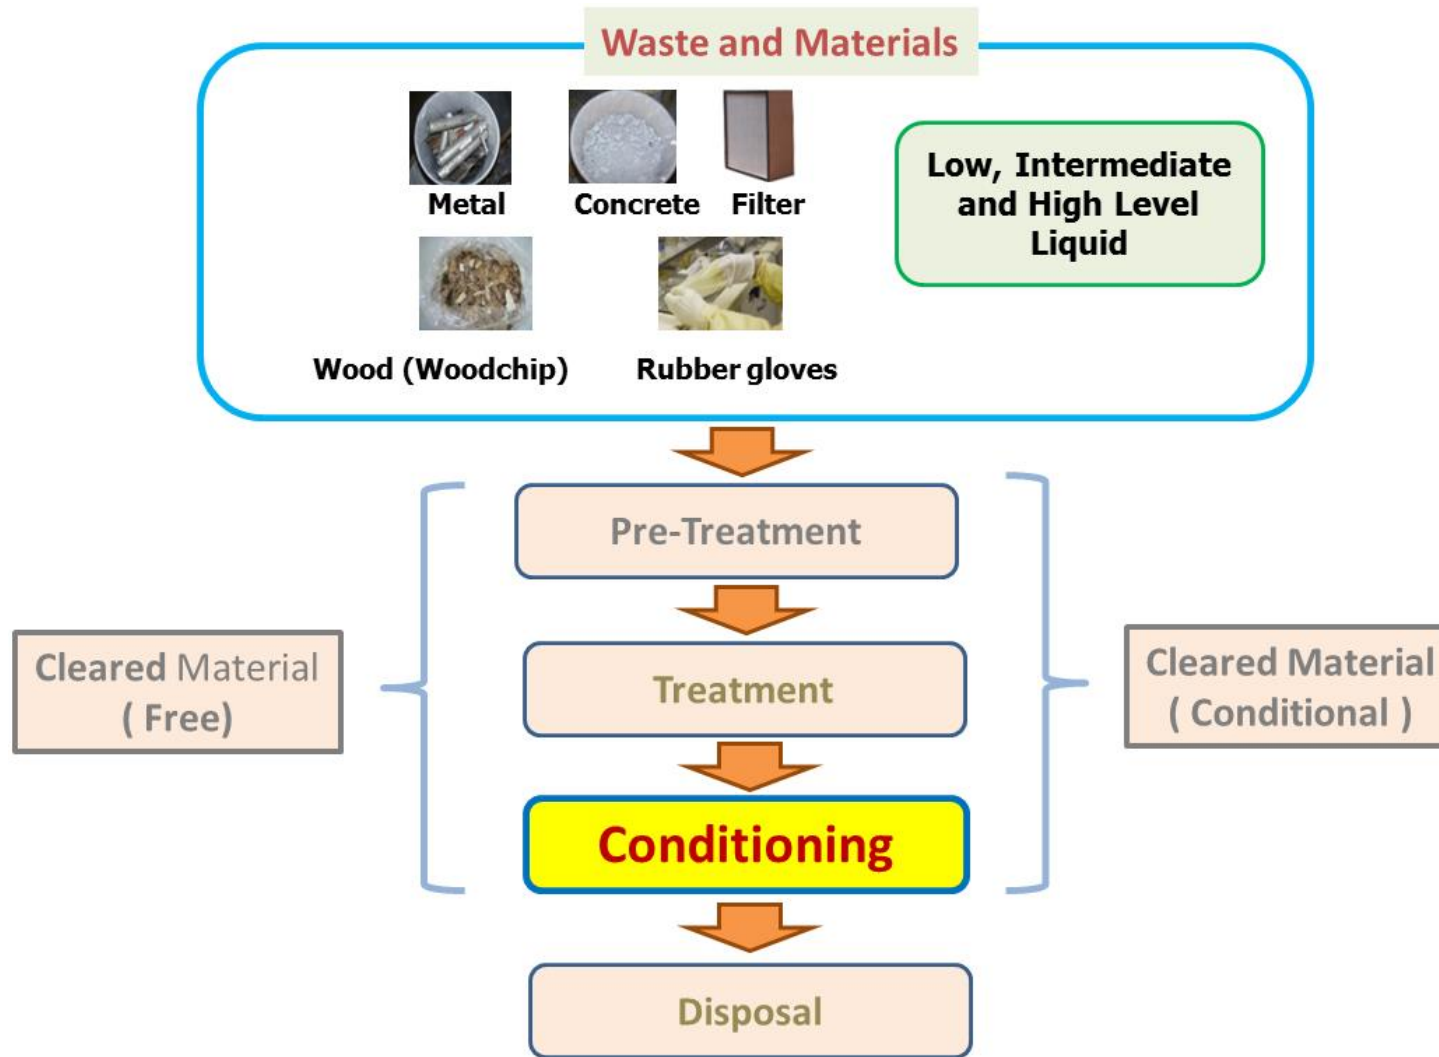 Waste and Materials
Metal
Concrete
Filter
Low, Intermediate
and High Level
Liquid
Wood (Woodchip)
Rubber gloves
Pre-Treatment
Cleared Material
( Free)
Treatment
Cleared Material
( Conditional )
Conditioning
Disposal